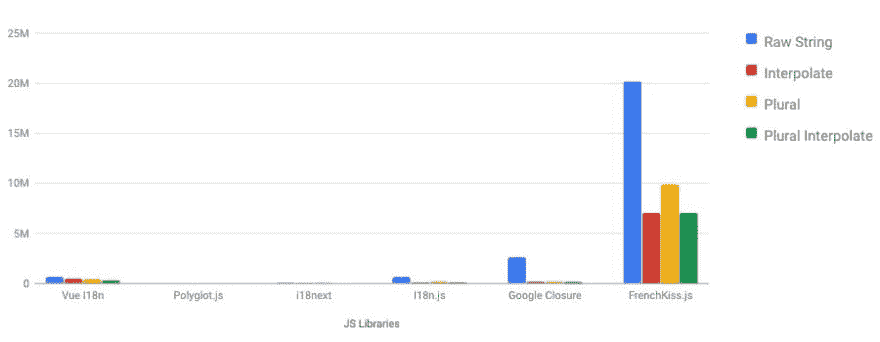 25M
20M
15M
10M
5M
0
Vue I18n
Polygiot.js
i18next
I18n.js
Google Closure
FrenchKiss.js
JS Libraries
Raw String
Interpolate
Plural
Plural Interpolate